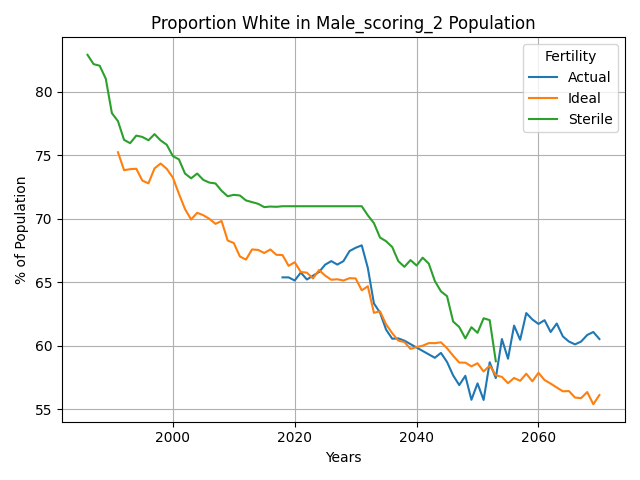 Proportion White in Male_scoring_2 Population
% of Population
80
75
70
65
60
55
Fertility
Actual
Ideal
Sterile
2000 2020 2040 2060
Years